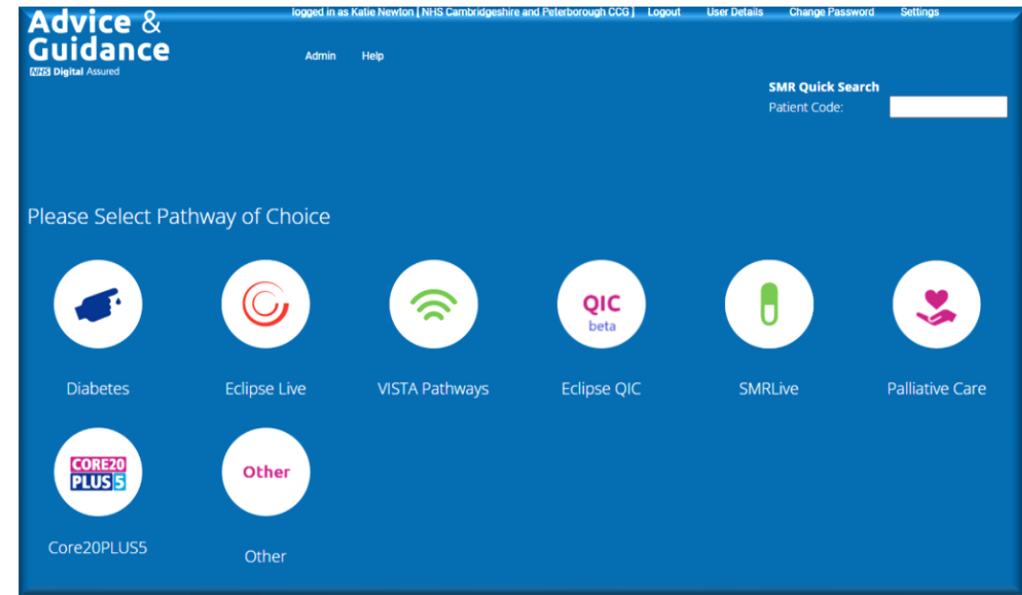 Advice &
Guidance
NHS Digital Assured
logged in as Katie Newton [ NHS Cambridgeshire and Peterborough CCG ] Logout User Details Change Password Settings
Admin Help
SMR Quick Search
Patient Code:
Please Select Pathway of Choice
QIC
beta
Diabetes Eclipse Live VISTA Pathways Eclipse QIC SMRLive Palliative Care
CORE20
PLUS 5
Other
Core20PLUS5
Other